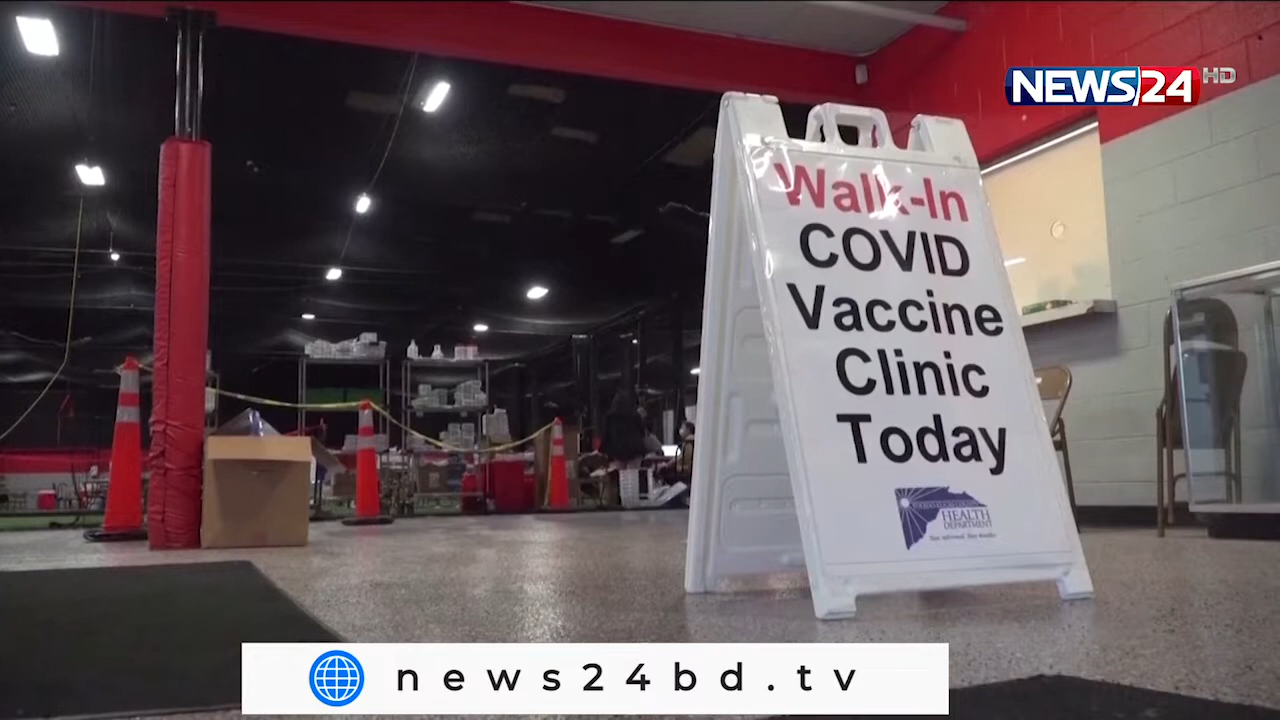 NEWS24 HD
Walk-In
COVID
Vaccine
Clinic
Today
HEALTH
DEPARTMENT
news24bd.tv